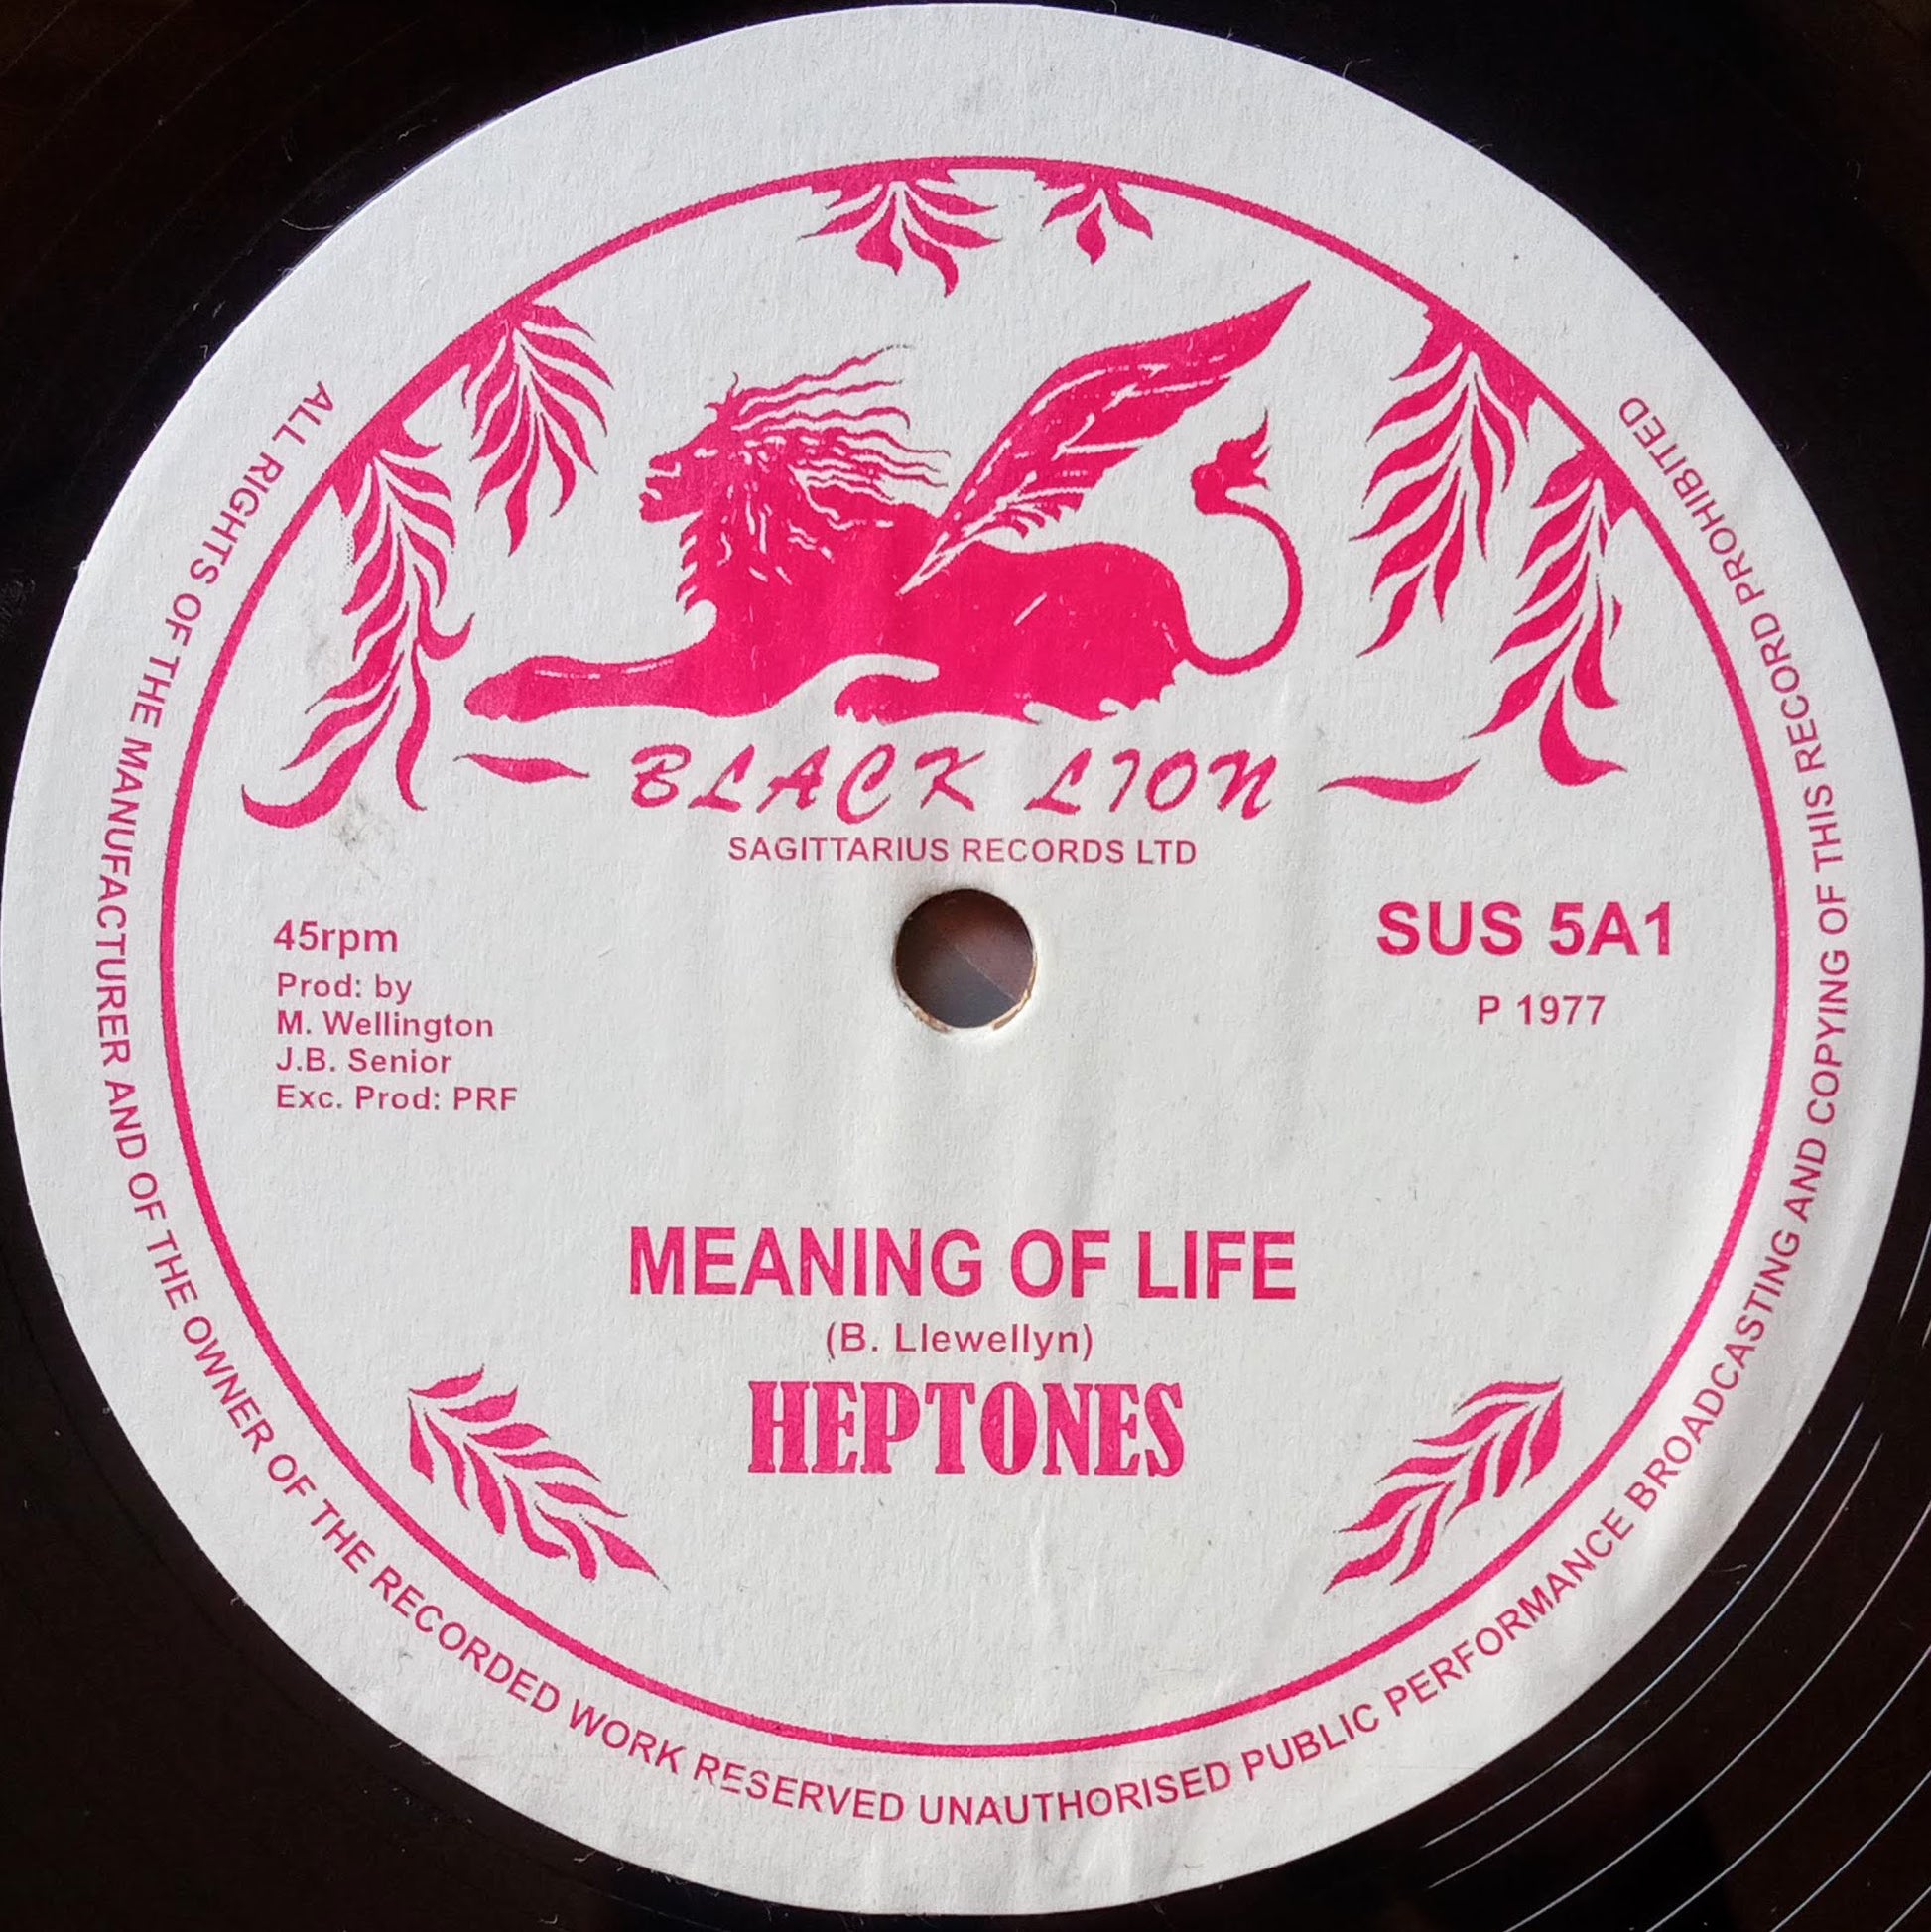 BLACK LION
SAGITTARIUS RECORDS LTD
45rpm
Prod: by
M. Wellington
J.B. Senior
Exc. Prod: PRF
SUS 5A1
P 1977
MEANING OF LIFE
(B. Llewellyn)
HEPTONES
ALL RIGHTS OF THE MANUFACTURER AND OF THE OWNER OF THE RECORDED WORK RESERVED UNAUTHORISED PUBLIC PERFORMANCE BROADCASTING AND COPYING OF THIS RECORD PROHIBITED